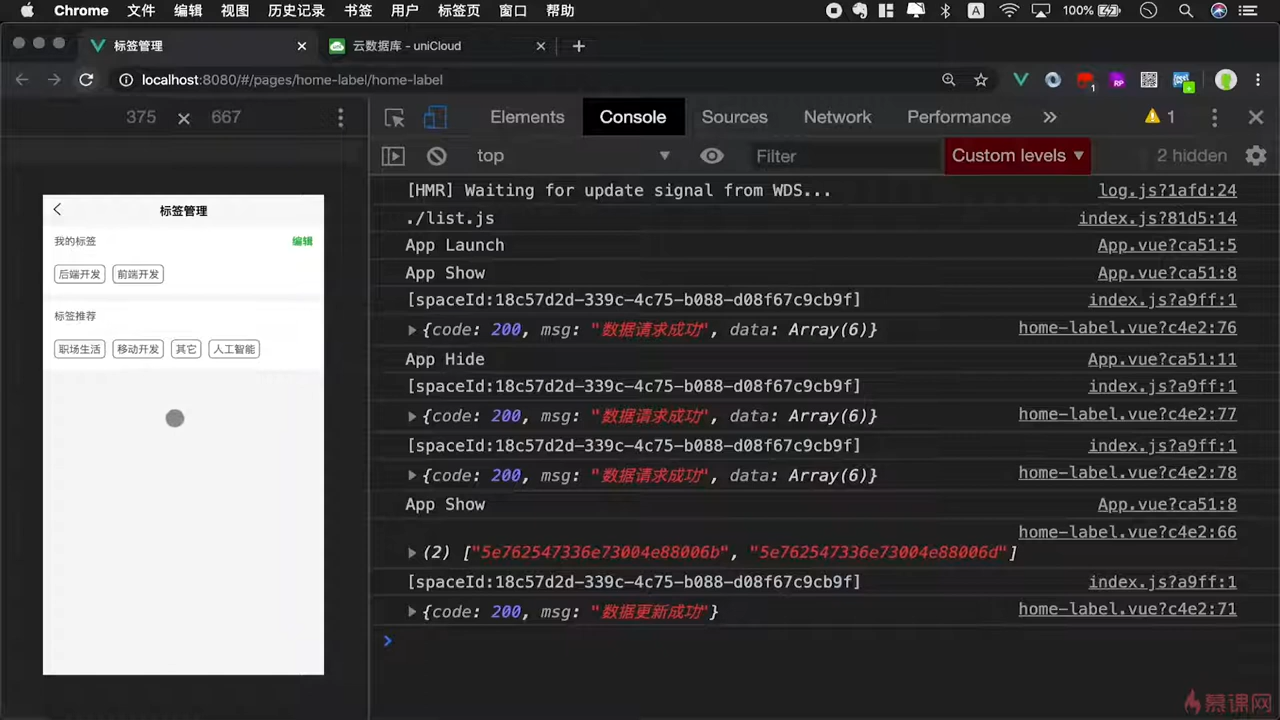 Chrome 文件 编辑 视图 历史记录 书签 用户 标签页 窗口 帮助 100%
标签管理 云数据库 - uniCloud
localhost:8080/#/pages/home-label/home-label
375 × 667
Elements Console Sources Network Performance » 1
top Filter Custom levels 2 hidden
标签管理
我的标签 编辑
后端开发 前端开发
标签推荐
职场生活 移动开发 其它 人工智能
[HMR] Waiting for update signal from WDS... log.js?1afd:24
./list.js index.js?81d5:14
App Launch App.vue?ca51:5
App Show App.vue?ca51:8
[spaceId:18c57d2d-339c-4c75-b088-d08f67c9cb9f] index.js?a9ff:1
{code: 200, msg: "数据请求成功", data: Array(6)} home-label.vue?c4e2:76
App Hide App.vue?ca51:11
[spaceId:18c57d2d-339c-4c75-b088-d08f67c9cb9f] index.js?a9ff:1
{code: 200, msg: "数据请求成功", data: Array(6)} home-label.vue?c4e2:77
[spaceId:18c57d2d-339c-4c75-b088-d08f67c9cb9f] index.js?a9ff:1
{code: 200, msg: "数据请求成功", data: Array(6)} home-label.vue?c4e2:78
App Show App.vue?ca51:8
home-label.vue?c4e2:66
(2) ["5e762547336e73004e88006b", "5e762547336e73004e88006d"]
[spaceId:18c57d2d-339c-4c75-b088-d08f67c9cb9f] index.js?a9ff:1
{code: 200, msg: "数据更新成功"} home-label.vue?c4e2:71
慕课网